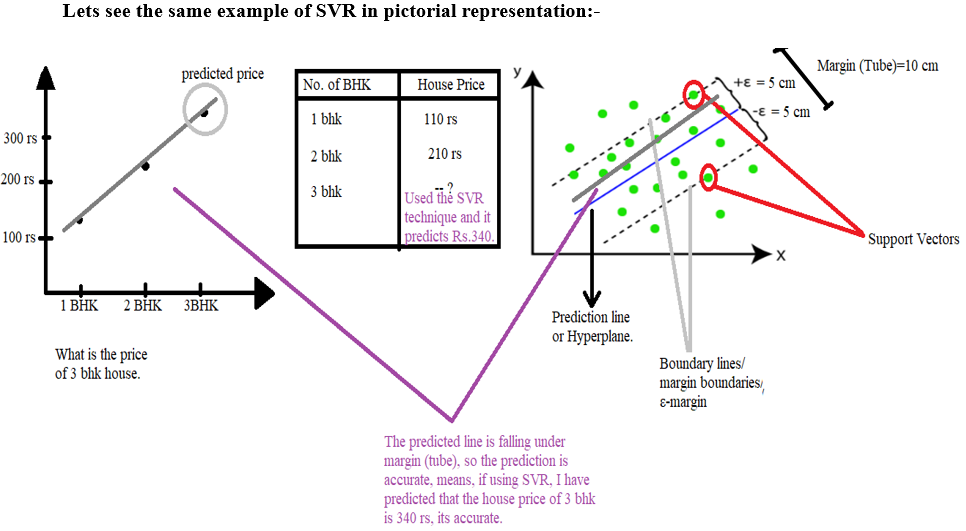 Lets see the same example of SVR in pictorial representation:-
predicted price
300 rs
200 rs
100 rs
1 BHK 2 BHK 3BHK
What is the price
of 3 bhk house.
No. of BHK House Price
1 bhk 110 rs
2 bhk 210 rs
3 bhk -- ?
Used the SVR
technique and it
predicts Rs.340.
y
+ε = 5 cm
-ε = 5 cm
Margin (Tube)=10 cm
x
Support Vectors
Prediction line
or Hyperplane.
Boundary lines/
margin boundaries/
ε-margin
The predicted line is falling under
margin (tube), so the prediction is
accurate, means, if using SVR, I have
predicted that the house price of 3 bhk
is 340 rs, its accurate.